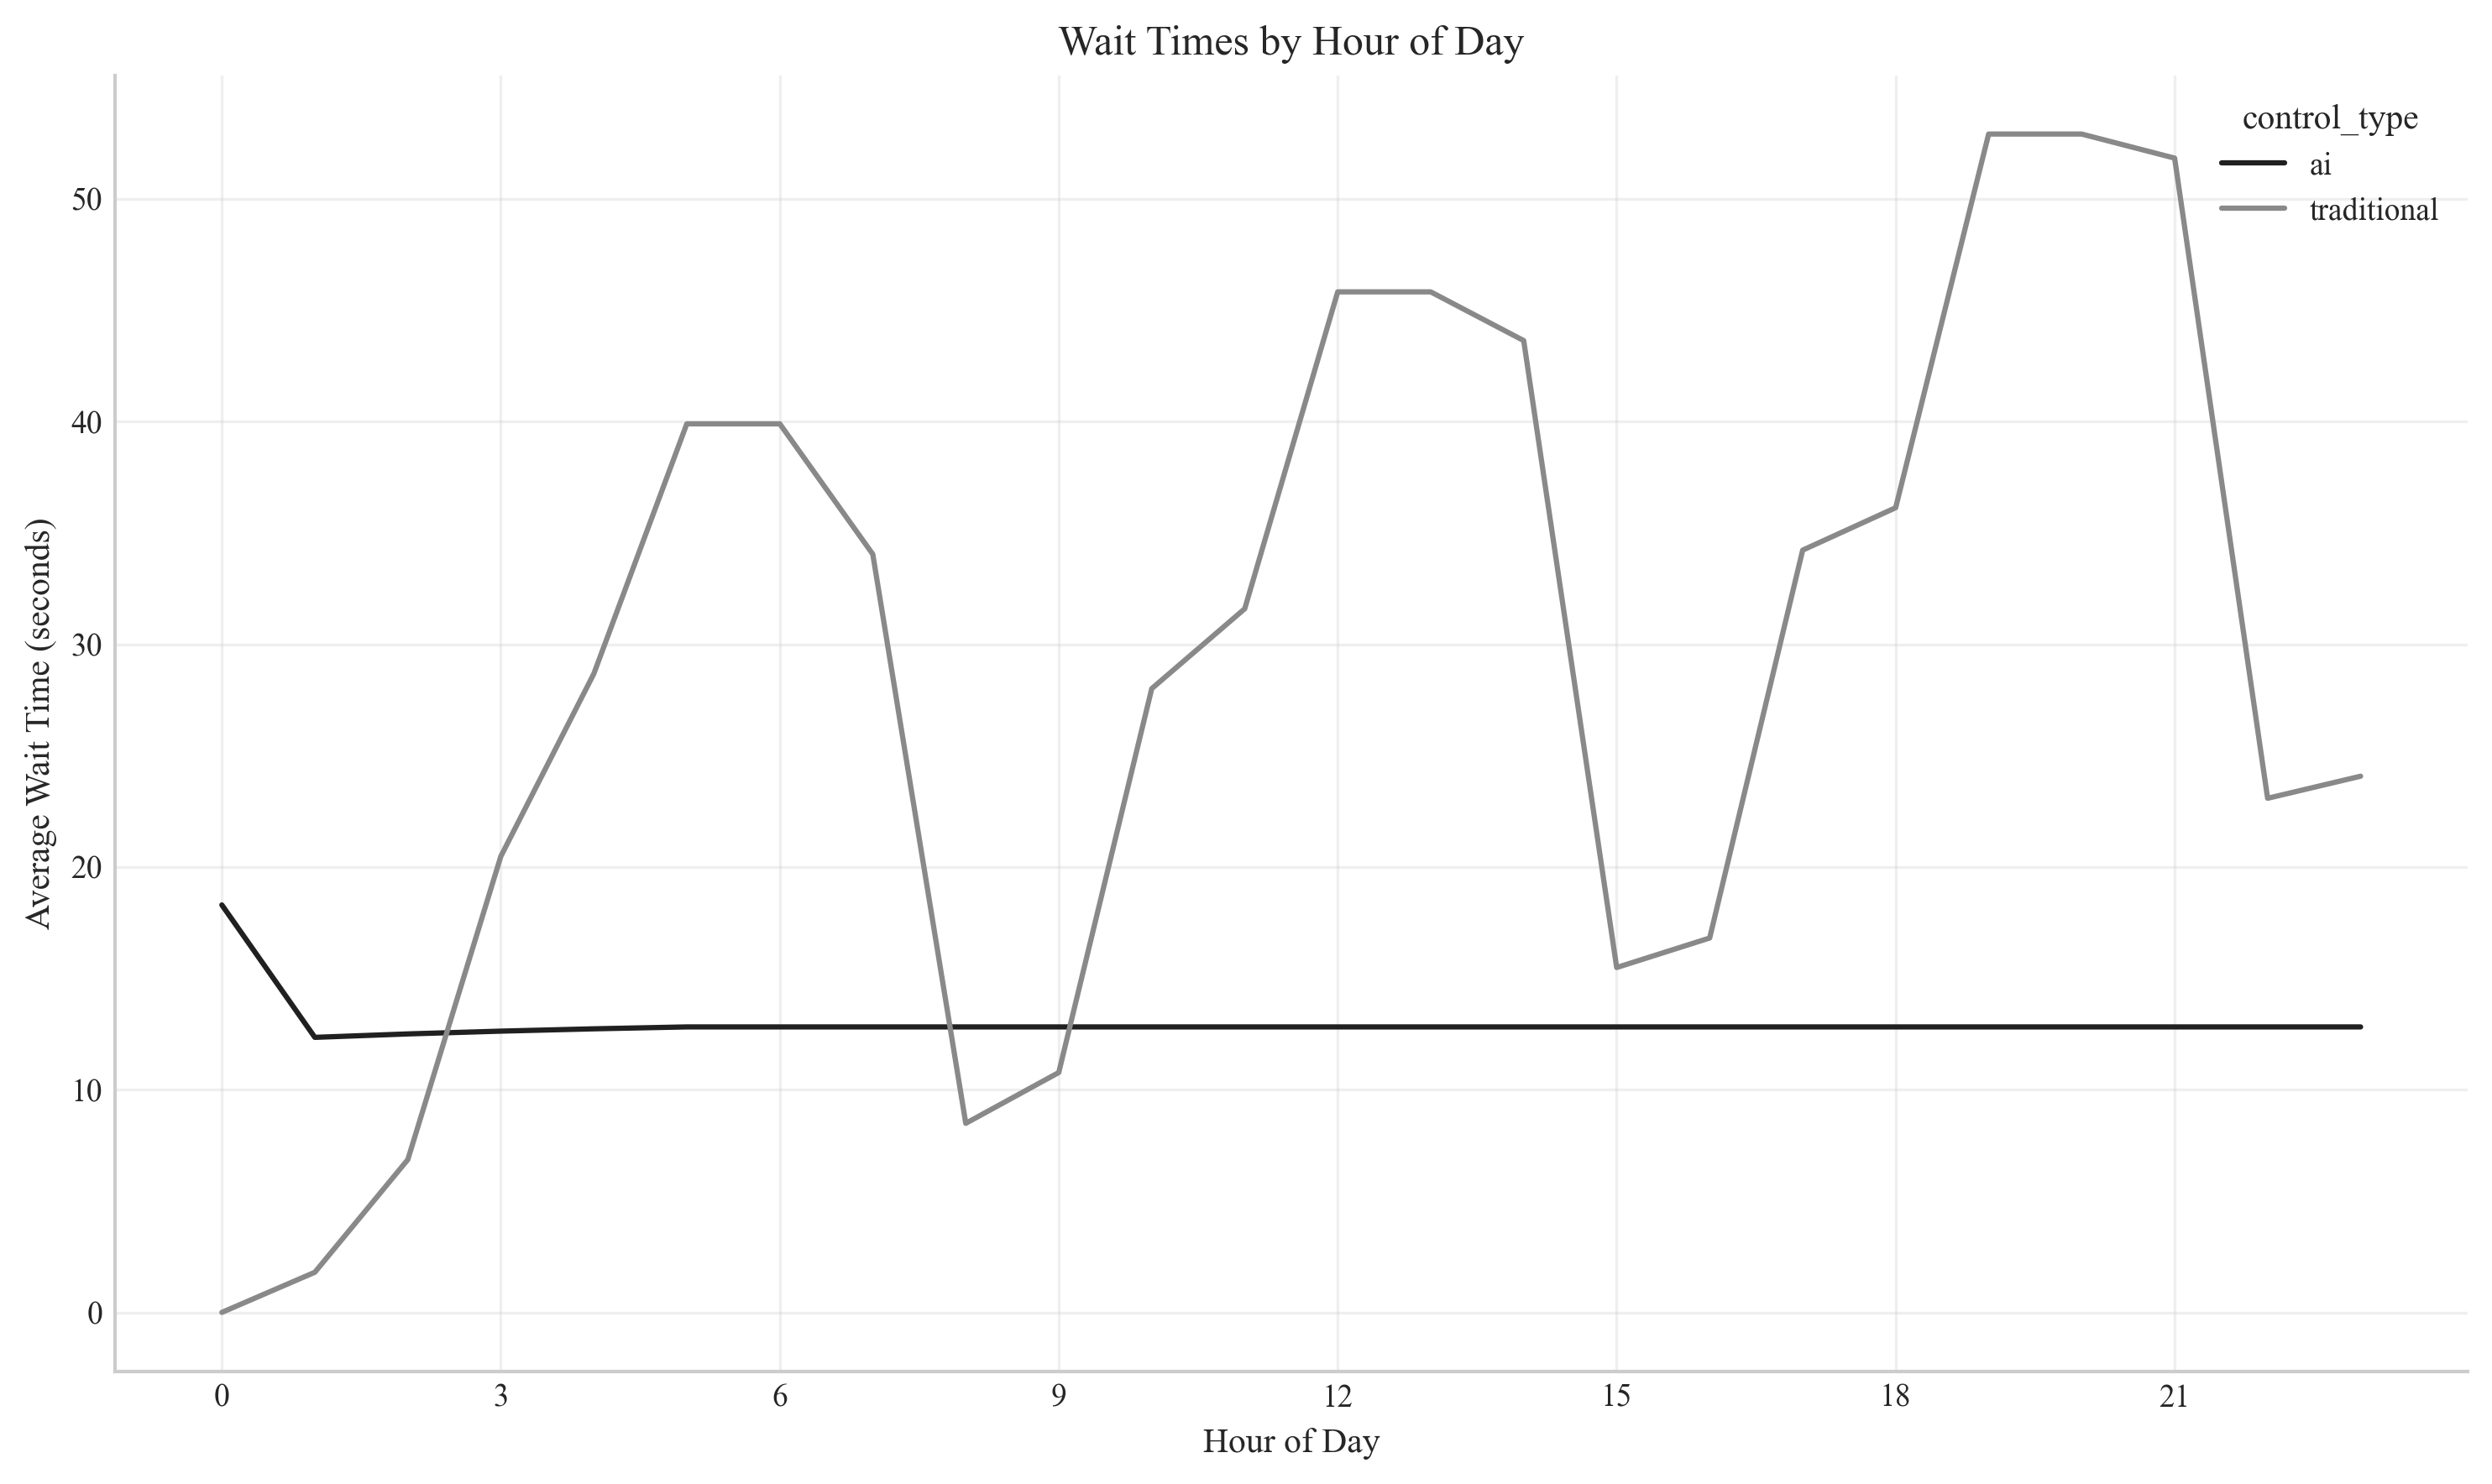 Wait Times by Hour of Day
control_type
ai
traditional
Average Wait Time (seconds)
50
40
30
20
10
0
0 3 6 9 12 15 18 21
Hour of Day